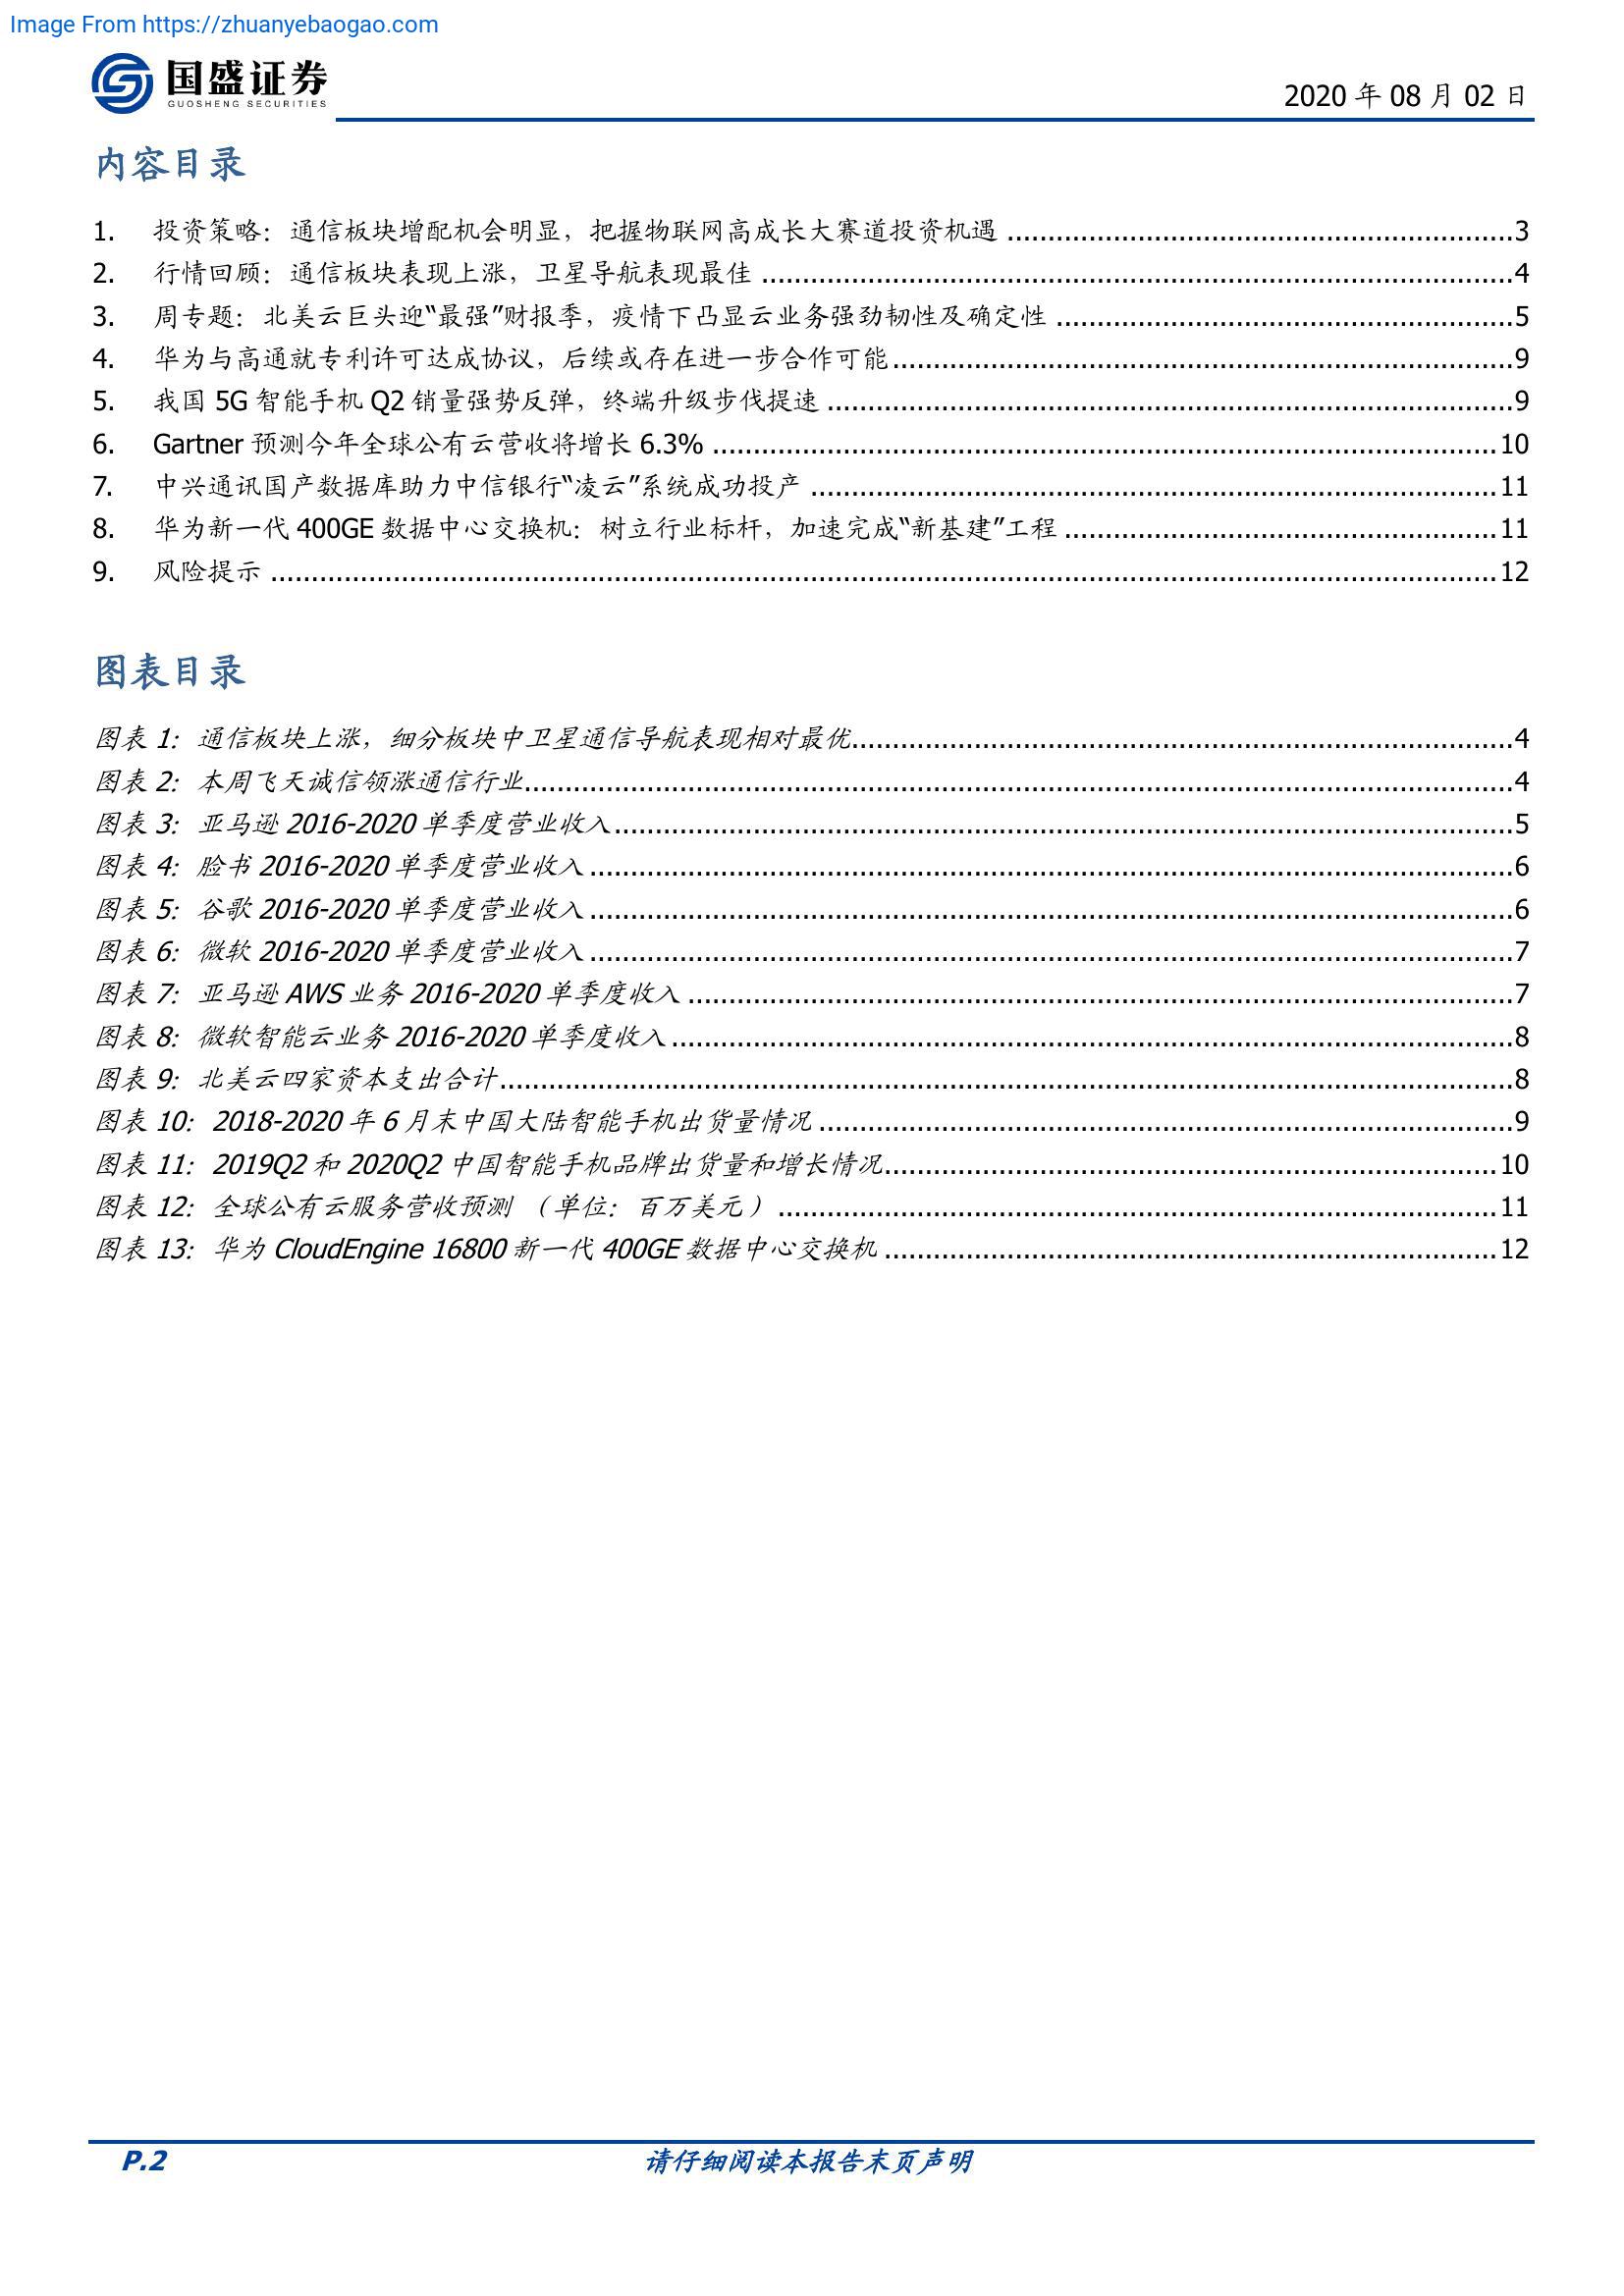 Image From https://zhuanyebaogao.com
国盛证券
GUOSHENG SECURITIES
2020 年 08 月 02 日
内容目录
1. 投资策略：通信板块增配机会明显，把握物联网高成长大赛道投资机遇 ................................................................3
2. 行情回顾：通信板块表现上涨，卫星导航表现最佳 ................................................................4
3. 周专题：北美云巨头迎“最强”财报季，疫情下凸显云业务强劲韧性及确定性 ................................................................5
4. 华为与高通就专利许可达成协议，后续或存在进一步合作可能 ................................................................9
5. 我国 5G 智能手机 Q2 销量强势反弹，终端升级步伐提速 ................................................................9
6. Gartner 预测今年全球公有云营收将增长 6.3% ................................................................10
7. 中兴通讯国产数据库助力中信银行“凌云”系统成功投产 ................................................................11
8. 华为新一代 400GE 数据中心交换机：树立行业标杆，加速完成“新基建”工程 ................................................................11
9. 风险提示 ................................................................12
图表目录
图表 1：通信板块上涨，细分板块中卫星通信导航表现相对最优................................................................4
图表 2：本周飞天诚信领涨通信行业................................................................4
图表 3：亚马逊 2016-2020 单季度营业收入................................................................5
图表 4：脸书 2016-2020 单季度营业收入 ................................................................6
图表 5：谷歌 2016-2020 单季度营业收入 ................................................................6
图表 6：微软 2016-2020 单季度营业收入 ................................................................7
图表 7：亚马逊 AWS 业务 2016-2020 单季度收入 ................................................................7
图表 8：微软智能云业务 2016-2020 单季度收入 ................................................................8
图表 9：北美云四家资本支出合计................................................................8
图表 10：2018-2020 年 6 月末中国大陆智能手机出货量情况 ................................................................9
图表 11：2019Q2 和 2020Q2 中国智能手机品牌出货量和增长情况................................................................10
图表 12：全球公有云服务营收预测 （单位：百万美元） ................................................................11
图表 13：华为 CloudEngine 16800 新一代 400GE 数据中心交换机 ................................................................12
P.2 请仔细阅读本报告末页声明